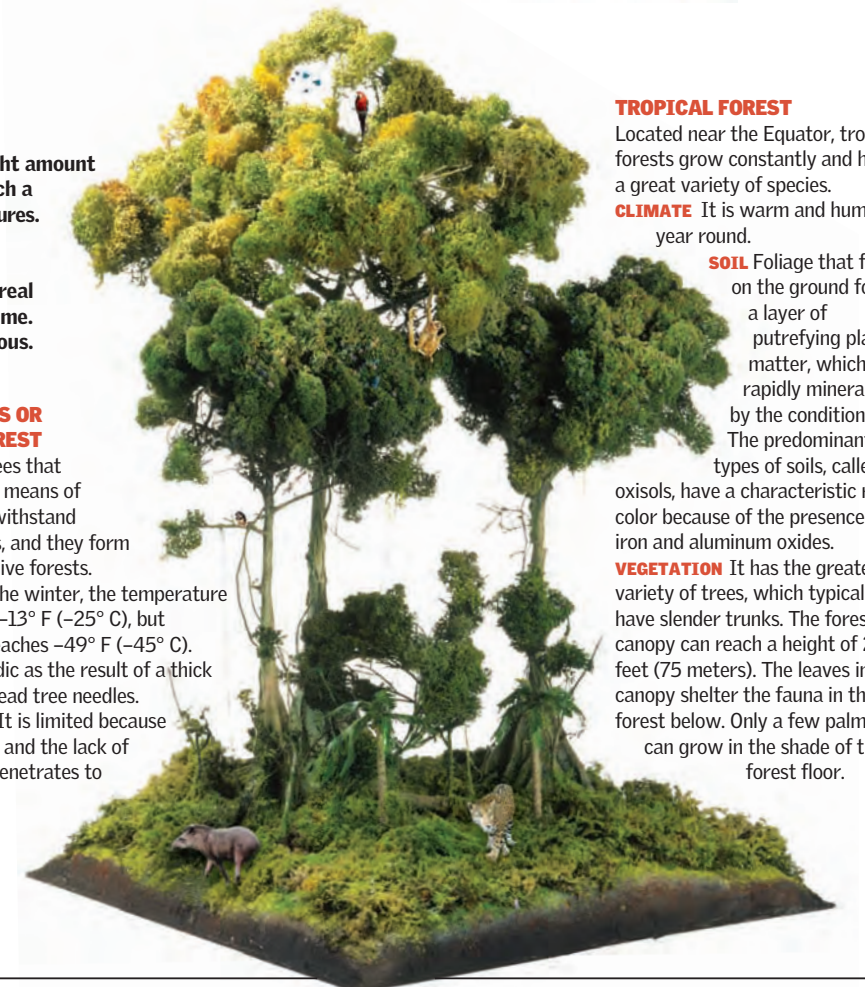 ht amount
ch a
ures.
real
me.
ous.
S OR
REST
ees that
means of
withstand
s, and they form
ive forests.
he winter, the temperature
–13° F (–25° C), but
aches –49° F (–45° C).
dic as the result of a thick
ead tree needles.
It is limited because
and the lack of
enetrates to
TROPICAL FOREST
Located near the Equator, tro
forests grow constantly and h
a great variety of species.
CLIMATE It is warm and hum
year round.
SOIL Foliage that f
on the ground fo
a layer of
putrefying pla
matter, which
rapidly minera
by the condition
The predominan
types of soils, calle
oxisols, have a characteristic r
color because of the presence
iron and aluminum oxides.
VEGETATION It has the greate
variety of trees, which typical
have slender trunks. The fores
canopy can reach a height of 2
feet (75 meters). The leaves in
canopy shelter the fauna in th
forest below. Only a few palm
can grow in the shade of t
forest floor.